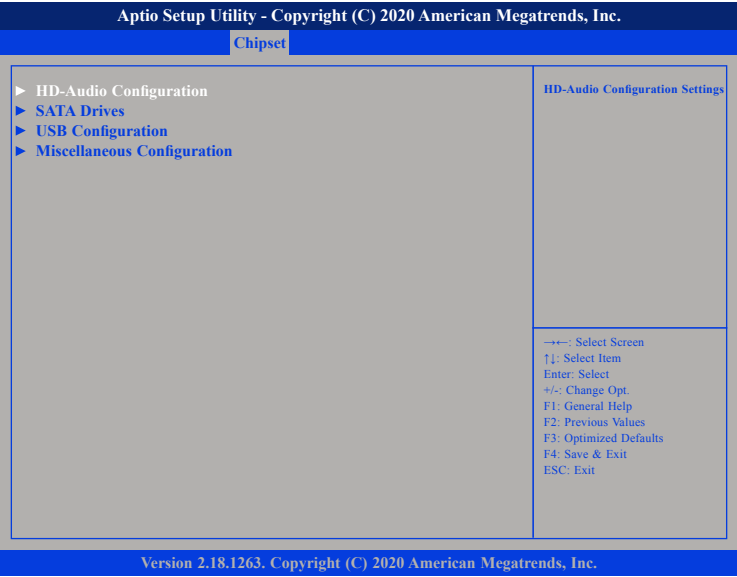 Aptio Setup Utility - Copyright (C) 2020 American Megatrends, Inc.
Chipset
► HD-Audio Configuration
► SATA Drives
► USB Configuration
► Miscellaneous Configuration
HD-Audio Configuration Settings
→←: Select Screen
↑↓: Select Item
Enter: Select
+/-: Change Opt.
F1: General Help
F2: Previous Values
F3: Optimized Defaults
F4: Save & Exit
ESC: Exit
Version 2.18.1263. Copyright (C) 2020 American Megatrends, Inc.